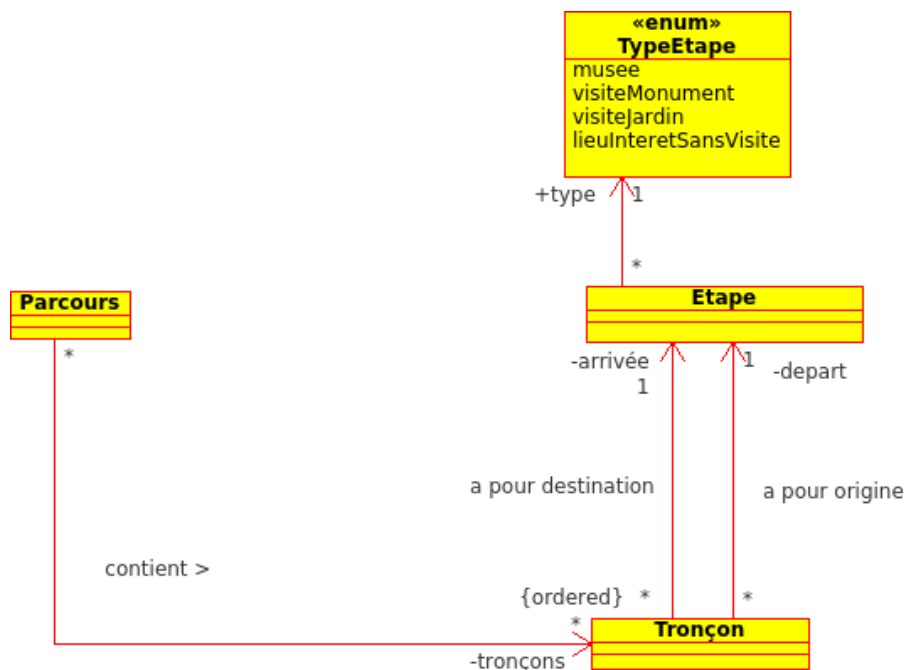 «enum»
TypeEtape
musee
visiteMonument
visiteJardin
lieuInteretSansVisite
+type
1
*
Parcours
*
Etape
-arrivée
1
1
-depart
a pour destination
a pour origine
contient >
{ordered}
*
*
*
Tronçon
-tronçons